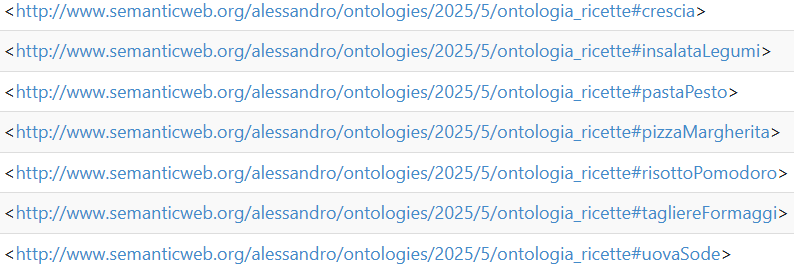 <http://www.semanticweb.org/alessandro/ontologies/2025/5/ontologia_ricette#crescia>
<http://www.semanticweb.org/alessandro/ontologies/2025/5/ontologia_ricette#insalataLegumi>
<http://www.semanticweb.org/alessandro/ontologies/2025/5/ontologia_ricette#pastaPesto>
<http://www.semanticweb.org/alessandro/ontologies/2025/5/ontologia_ricette#pizzaMargherita>
<http://www.semanticweb.org/alessandro/ontologies/2025/5/ontologia_ricette#risottoPomodoro>
<http://www.semanticweb.org/alessandro/ontologies/2025/5/ontologia_ricette#tagliereFormaggi>
<http://www.semanticweb.org/alessandro/ontologies/2025/5/ontologia_ricette#uovaSode>